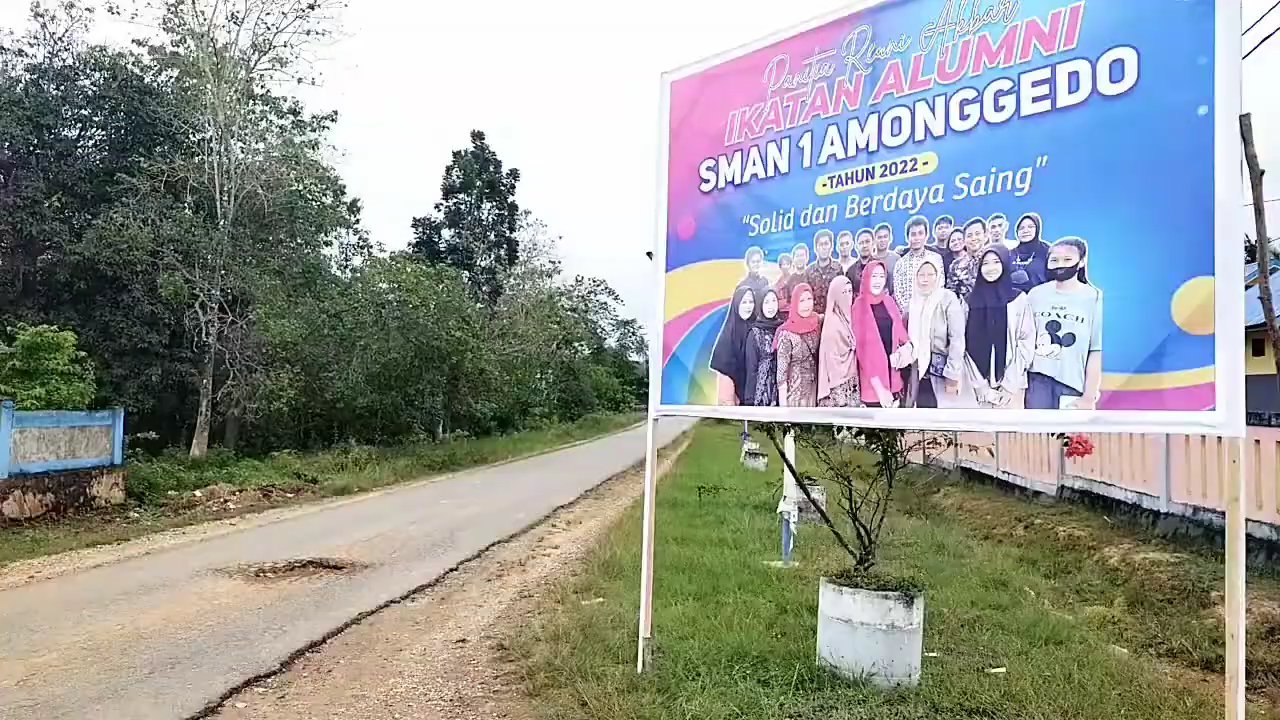 Panitia Reuni Akbar
IKATAN ALUMNI
SMAN 1 AMONGGEDO
-TAHUN 2022-
"Solid dan Berdaya Saing"
COACH